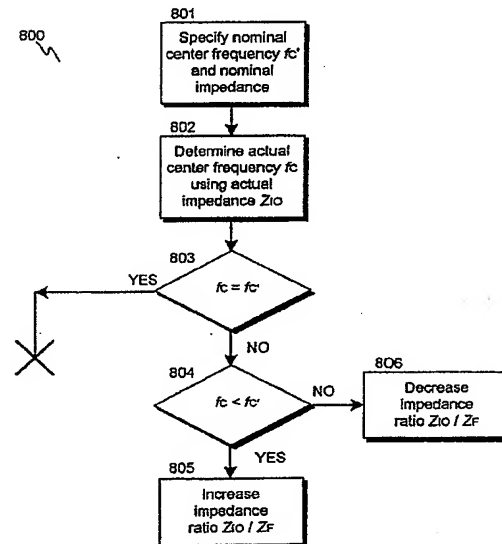 800
801
Specify nominal
center frequency fc'
and nominal
impedance
802
Determine actual
center frequency fc
using actual
impedance ZIO
803
YES
fc = fc'
NO
804
fc < fc'
NO
806
Decrease
impedance
ratio ZIO / ZF
YES
805
Increase
impedance
ratio ZIO / ZF